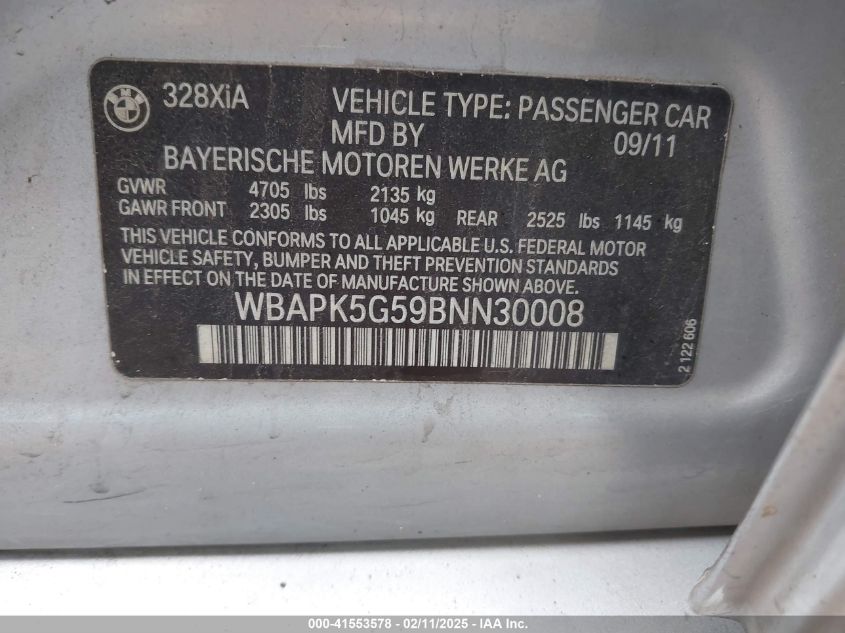 BMW
328XiA VEHICLE TYPE: PASSENGER CAR
MFD BY 09/11
BAYERISCHE MOTOREN WERKE AG
GVWR 4705 lbs 2135 kg
GAWR FRONT 2305 lbs 1045 kg REAR 2525 lbs 1145 kg
THIS VEHICLE CONFORMS TO ALL APPLICABLE U.S. FEDERAL MOTOR
VEHICLE SAFETY, BUMPER AND THEFT PREVENTION STANDARDS
IN EFFECT ON THE DATE OF MANUFACTURE SHOWN ABOVE.
WBAPK5G59BNN30008
2 122 606
000-41553578 - 02/11/2025 - IAA Inc.